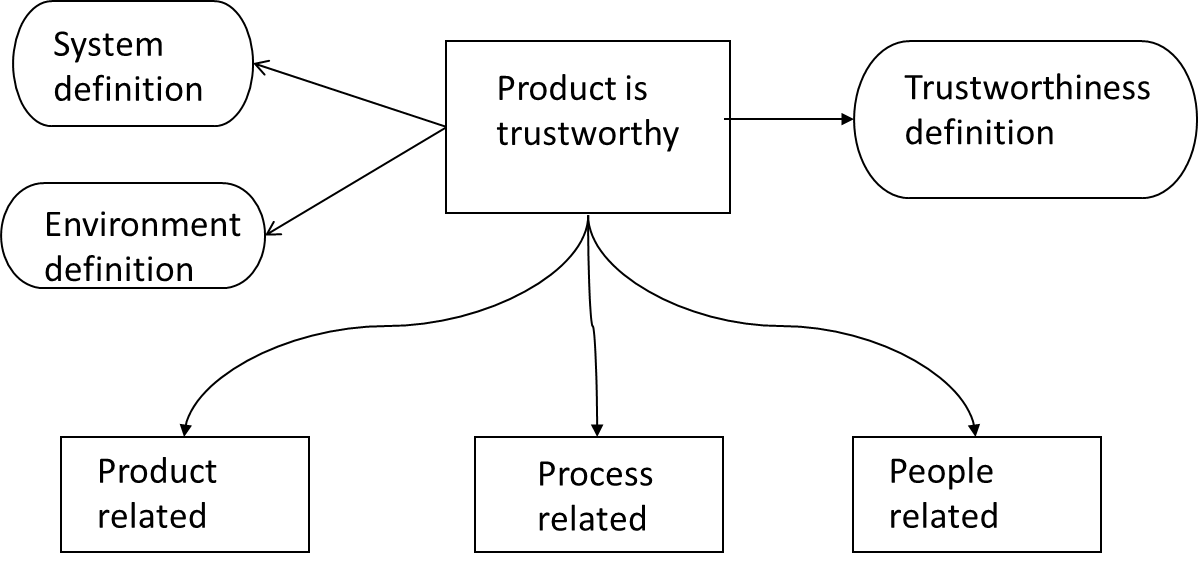 System
definition
Product is
trustworthy
Trustworthiness
definition
Environment
definition
Product
related
Process
related
People
related